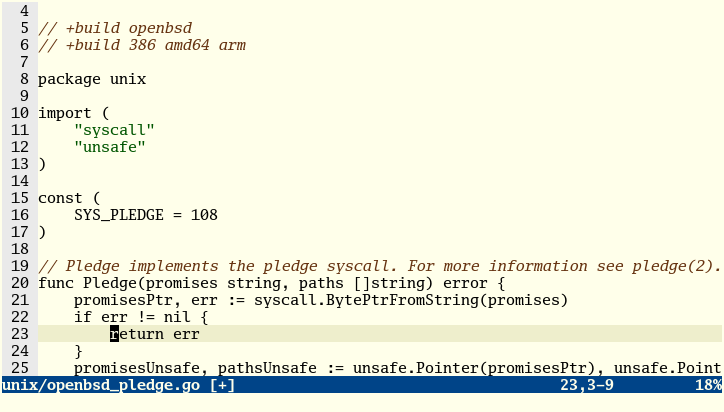 4
5 // +build openbsd
6 // +build 386 amd64 arm
7
8 package unix
9
10 import (
11     "syscall"
12     "unsafe"
13 )
14
15 const (
16     SYS_PLEDGE = 108
17 )
18
19 // Pledge implements the pledge syscall. For more information see pledge(2).
20 func Pledge(promises string, paths []string) error {
21     promisesPtr, err := syscall.BytePtrFromString(promises)
22     if err != nil {
23         return err
24     }
25     promisesUnsafe, pathsUnsafe := unsafe.Pointer(promisesPtr), unsafe.Point
unix/openbsd_pledge.go [+] 23,3-9 18%